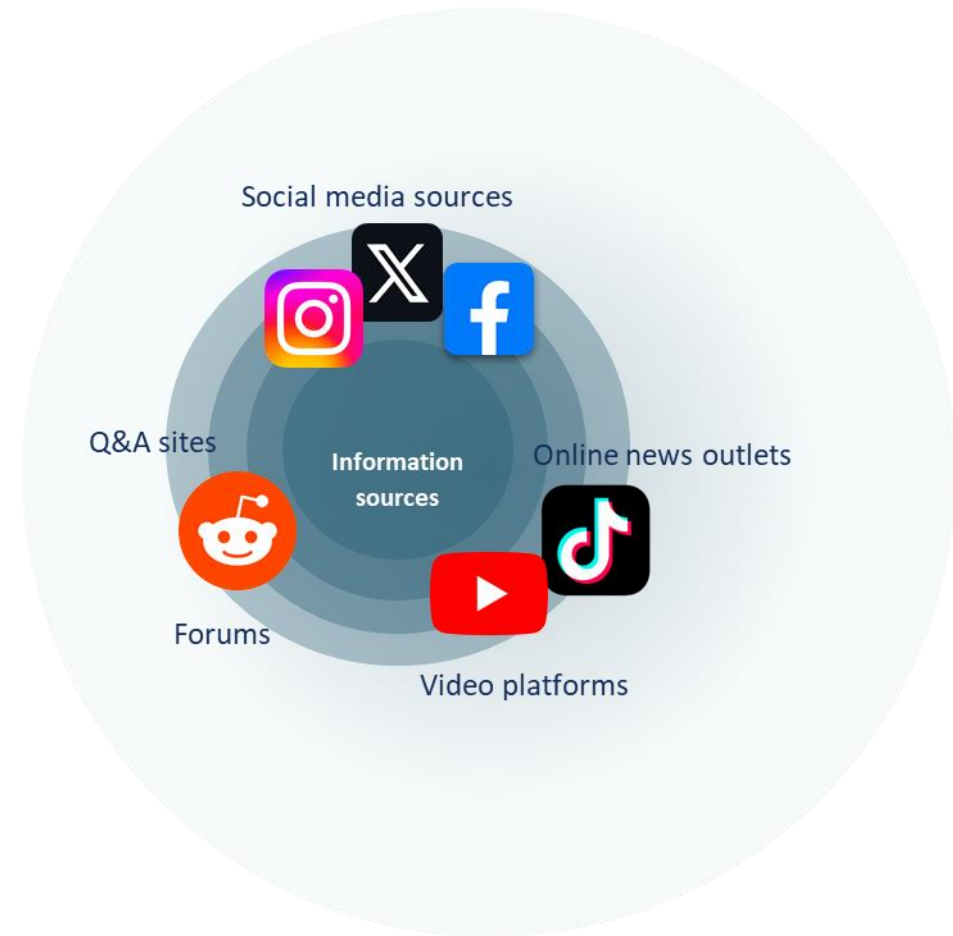 Social media sources
Q&A sites
Online news outlets
Information
sources
Forums
Video platforms